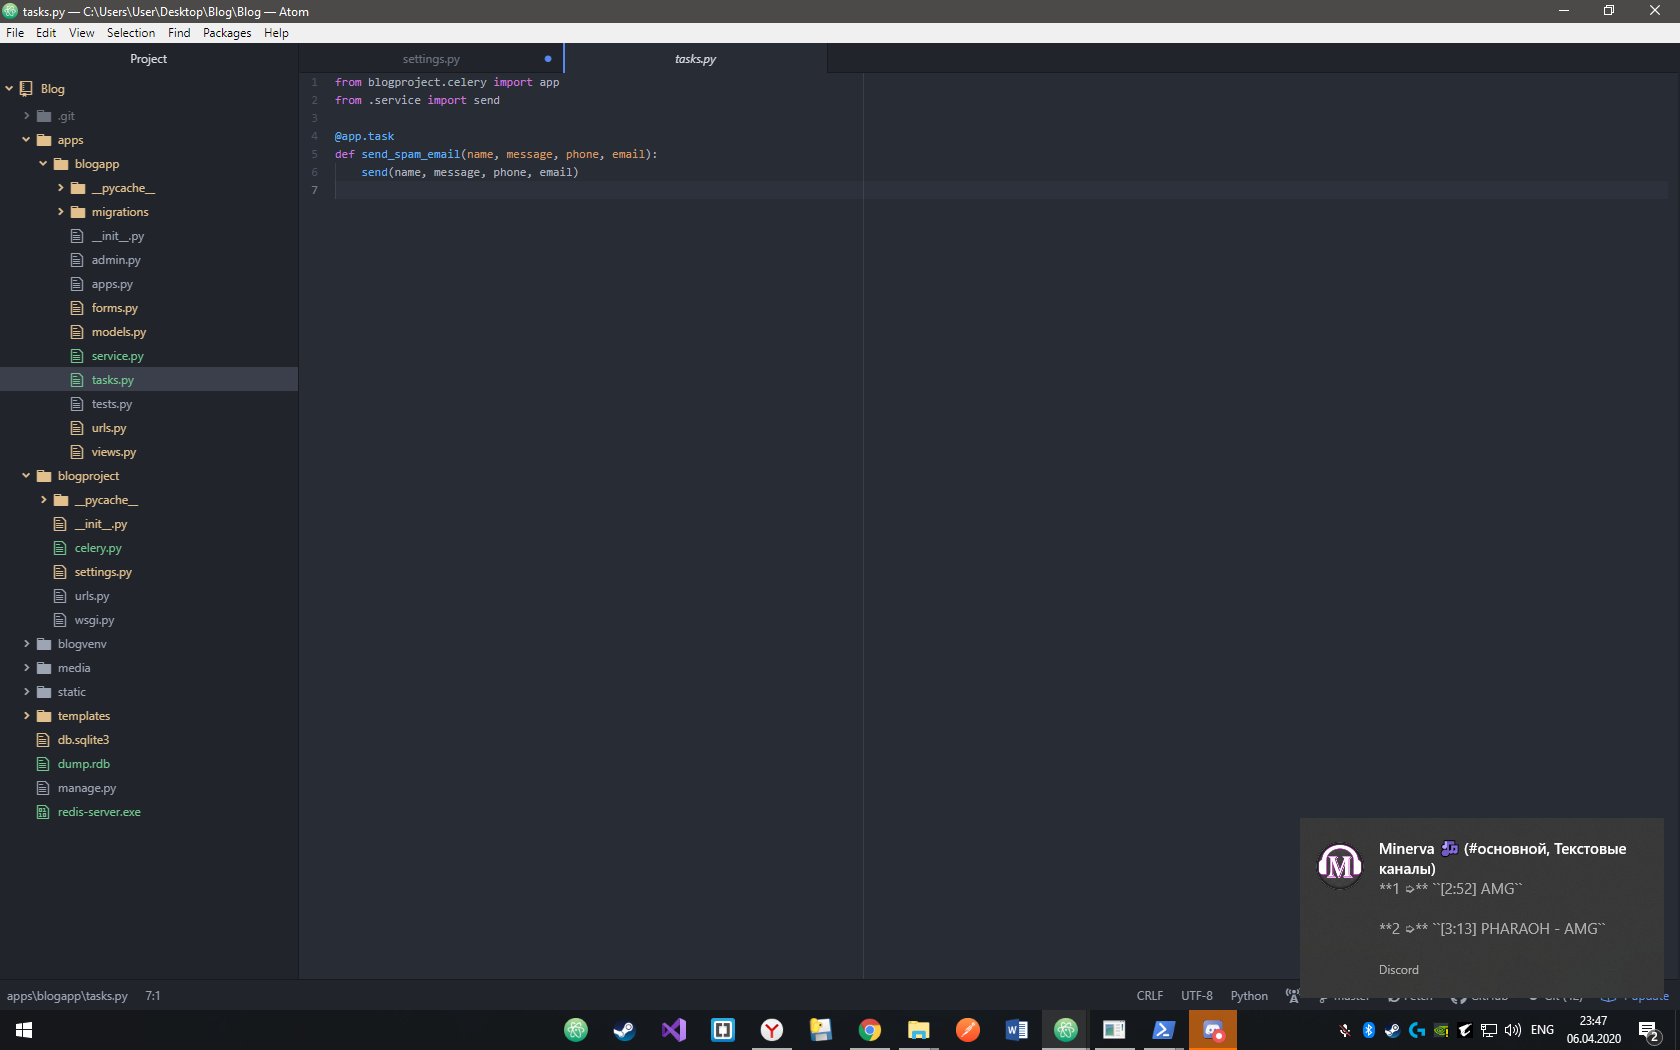 tasks.py — C:\Users\User\Desktop\Blog\Blog — Atom
File Edit View Selection Find Packages Help
Project
settings.py
tasks.py
Blog
.git
apps
blogapp
__pycache__
migrations
__init__.py
admin.py
apps.py
forms.py
models.py
service.py
tasks.py
tests.py
urls.py
views.py
blogproject
__pycache__
__init__.py
celery.py
settings.py
urls.py
wsgi.py
blogvenv
media
static
templates
db.sqlite3
dump.rdb
manage.py
redis-server.exe
1 from blogproject.celery import app
2 from .service import send
3
4 @app.task
5 def send_spam_email(name, message, phone, email):
6 send(name, message, phone, email)
7
Minerva 🎵 (#основной, Текстовые
каналы)
**1 ➭** ``[2:52] AMG``
**2 ➭** ``[3:13] PHARAOH - AMG``
Discord
apps\blogapp\tasks.py 7:1
CRLF UTF-8 Python
ENG
23:47
06.04.2020
2